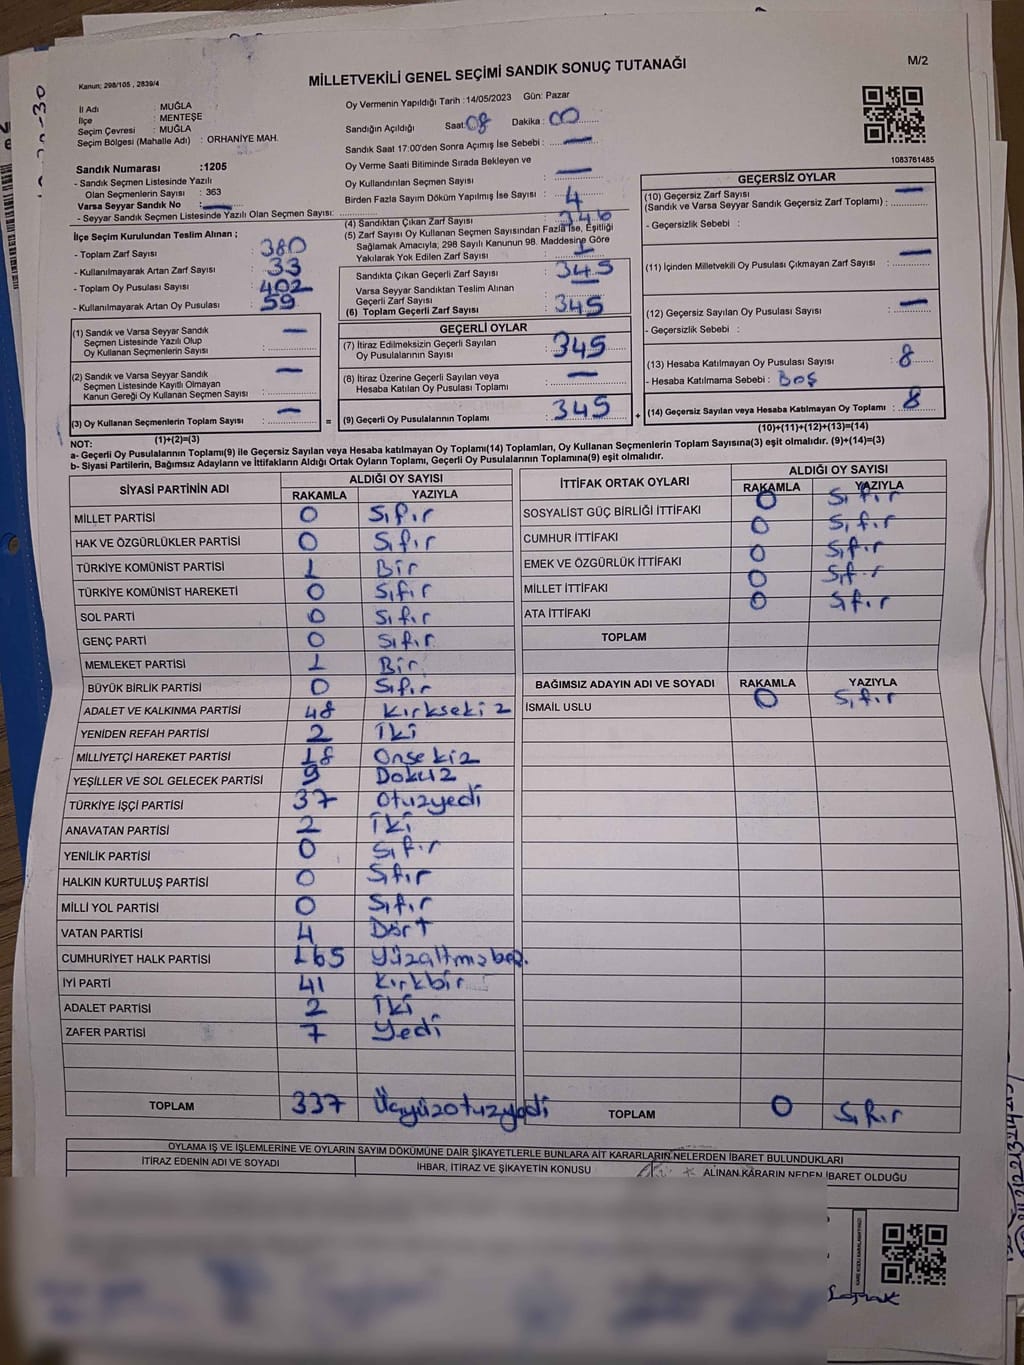 Kanun; 298/105 , 2839/4
MİLLETVEKİLİ GENEL SEÇİMİ SANDIK SONUÇ TUTANAĞI
M/2
İl Adı : MUĞLA
İlçe : MENTEŞE
Seçim Çevresi : MUĞLA
Seçim Bölgesi (Mahalle Adı) : ORHANİYE MAH.
Oy Vermenin Yapıldığı Tarih :14/05/2023 Gün: Pazar
Sandığın Açıldığı Saat: 08 Dakika : 00
Sandık Saat 17:00'den Sonra Açımış İse Sebebi : —
Oy Verme Saati Bitiminde Sırada Bekleyen ve
Oy Kullandırılan Seçmen Sayısı —
Birden Fazla Sayım Döküm Yapılmış İse Sayısı : 4
1083761485
Sandık Numarası :1205
- Sandık Seçmen Listesinde Yazılı
Olan Seçmenlerin Sayısı : 363
Varsa Seyyar Sandık No : —
- Seyyar Sandık Seçmen Listesinde Yazılı Olan Seçmen Sayısı:
İlçe Seçim Kurulundan Teslim Alınan ;
- Toplam Zarf Sayısı : 380
- Kullanılmayarak Artan Zarf Sayısı : 33
- Toplam Oy Pusulası Sayısı : 402
- Kullanılmayarak Artan Oy Pusulası : 59
(4) Sandıktan Çıkan Zarf Sayısı : 346
(5) Zarf Sayısı Oy Kullanan Seçmen Sayısından Fazla İse, Eşitliği
Sağlamak Amacıyla, 298 Sayılı Kanunun 98. Maddesine Göre
Yakılarak Yok Edilen Zarf Sayısı : 1
Sandıkta Çıkan Geçerli Zarf Sayısı : 345
Varsa Seyyar Sandıktan Teslim Alınan
Geçerli Zarf Sayısı : —
(6) Toplam Geçerli Zarf Sayısı : 345
GEÇERSİZ OYLAR
(10) Geçersiz Zarf Sayısı
(Sandık ve Varsa Seyyar Sandık Geçersiz Zarf Toplamı) : —
- Geçersizlik Sebebi :
(11) İçinden Milletvekili Oy Pusulası Çıkmayan Zarf Sayısı : —
(12) Geçersiz Sayılan Oy Pusulası Sayısı : —
- Geçersizlik Sebebi :
(13) Hesaba Katılmayan Oy Pusulası Sayısı : 8
- Hesaba Katılmama Sebebi : BOŞ
(14) Geçersiz Sayılan veya Hesaba Katılmayan Oy Toplamı : 8
(10)+(11)+(12)+(13)=(14)
(1) Sandık ve Varsa Seyyar Sandık
Seçmen Listesinde Yazılı Olup
Oy Kullanan Seçmenlerin Sayısı : —
(2) Sandık ve Varsa Seyyar Sandık
Seçmen Listesinde Kayıtlı Olmayan
Kanun Gereği Oy Kullanan Seçmen Sayısı : —
(3) Oy Kullanan Seçmenlerin Toplam Sayısı : — =
(1)+(2)=(3)
GEÇERLİ OYLAR
(7) İtiraz Edilmeksizin Geçerli Sayılan
Oy Pusulalarının Sayısı : 345
(8) İtiraz Üzerine Geçerli Sayılan veya
Hesaba Katılan Oy Pusulası Toplamı : —
(9) Geçerli Oy Pusulalarının Toplamı : 345 +
NOT:
a- Geçerli Oy Pusulalarının Toplamı(9) ile Geçersiz Sayılan veya Hesaba katılmayan Oy Toplamı(14) Toplamları, Oy Kullanan Seçmenlerin Toplam Sayısına(3) eşit olmalıdır. (9)+(14)=(3)
b- Siyasi Partilerin, Bağımsız Adayların ve İttifakların Aldığı Ortak Oyların Toplamı, Geçerli Oy Pusulalarının Toplamına(9) eşit olmalıdır.
SİYASİ PARTİNİN ADI ALDIĞI OY SAYISI
RAKAMLA YAZIYLA
MİLLET PARTİSİ 0 Sıfır
HAK VE ÖZGÜRLÜKLER PARTİSİ 0 Sıfır
TÜRKİYE KOMÜNİST PARTİSİ 1 Bir
TÜRKİYE KOMÜNİST HAREKETİ 0 Sıfır
SOL PARTİ 0 Sıfır
GENÇ PARTİ 0 Sıfır
MEMLEKET PARTİSİ 1 Bir
BÜYÜK BİRLİK PARTİSİ 0 Sıfır
ADALET VE KALKINMA PARTİSİ 48 Kırksekiz
YENİDEN REFAH PARTİSİ 2 İki
MİLLİYETÇİ HAREKET PARTİSİ 18 Onsekiz
YEŞİLLER VE SOL GELECEK PARTİSİ 9 Dokuz
TÜRKİYE İŞÇİ PARTİSİ 37 Otuzyedi
ANAVATAN PARTİSİ 2 İki
YENİLİK PARTİSİ 0 Sıfır
HALKIN KURTULUŞ PARTİSİ 0 Sıfır
MİLLİ YOL PARTİSİ 0 Sıfır
VATAN PARTİSİ 4 Dört
CUMHURİYET HALK PARTİSİ 165 Yüzaltmışbeş.
İYİ PARTİ 41 Kırkbir
ADALET PARTİSİ 2 İki
ZAFER PARTİSİ 7 Yedi
TOPLAM 337 Üçyüzotuzyedi
İTTİFAK ORTAK OYLARI ALDIĞI OY SAYISI
RAKAMLA YAZIYLA
SOSYALİST GÜÇ BİRLİĞİ İTTİFAKI 0 Sıfır
CUMHUR İTTİFAKI 0 Sıfır
EMEK VE ÖZGÜRLÜK İTTİFAKI 0 Sıfır
MİLLET İTTİFAKI 0 Sıfır
ATA İTTİFAKI 0 Sıfır
TOPLAM
BAĞIMSIZ ADAYIN ADI VE SOYADI RAKAMLA YAZIYLA
İSMAİL USLU 0 Sıfır
TOPLAM 0 Sıfır
OYLAMA İŞ VE İŞLEMLERİNE VE OYLARIN SAYIM DÖKÜMÜNE DAİR ŞİKAYETLERLE BUNLARA AİT KARARLARIN NELERDEN İBARET BULUNDUKLARI
İTİRAZ EDENİN ADI VE SOYADI İHBAR, İTİRAZ VE ŞİKAYETİN KONUSU ALINAN KARARIN NEDEN İBARET OLDUĞU